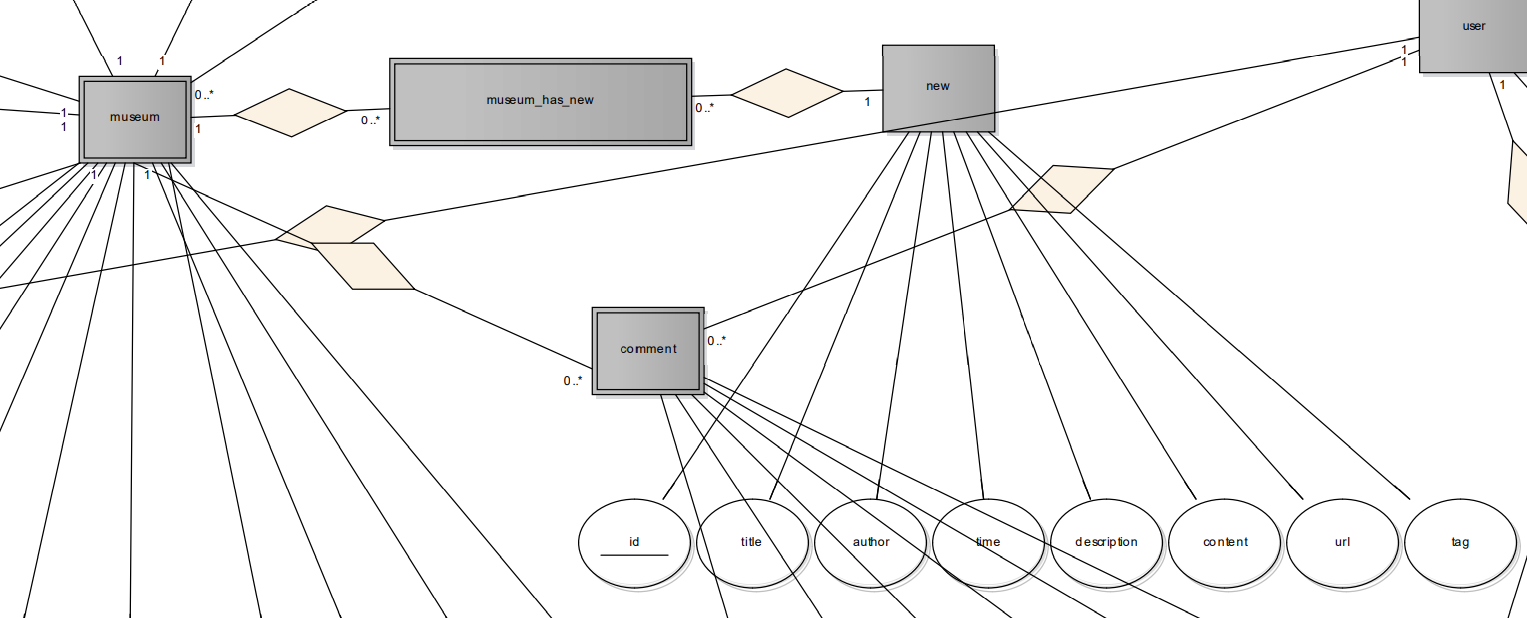 user
1
1
1
1
1
0..*
museum
1
1
1
0..*
museum_has_new
0..*
1
new
1
1
0..*
comment
0..*
id
title
author
time
description
content
url
tag